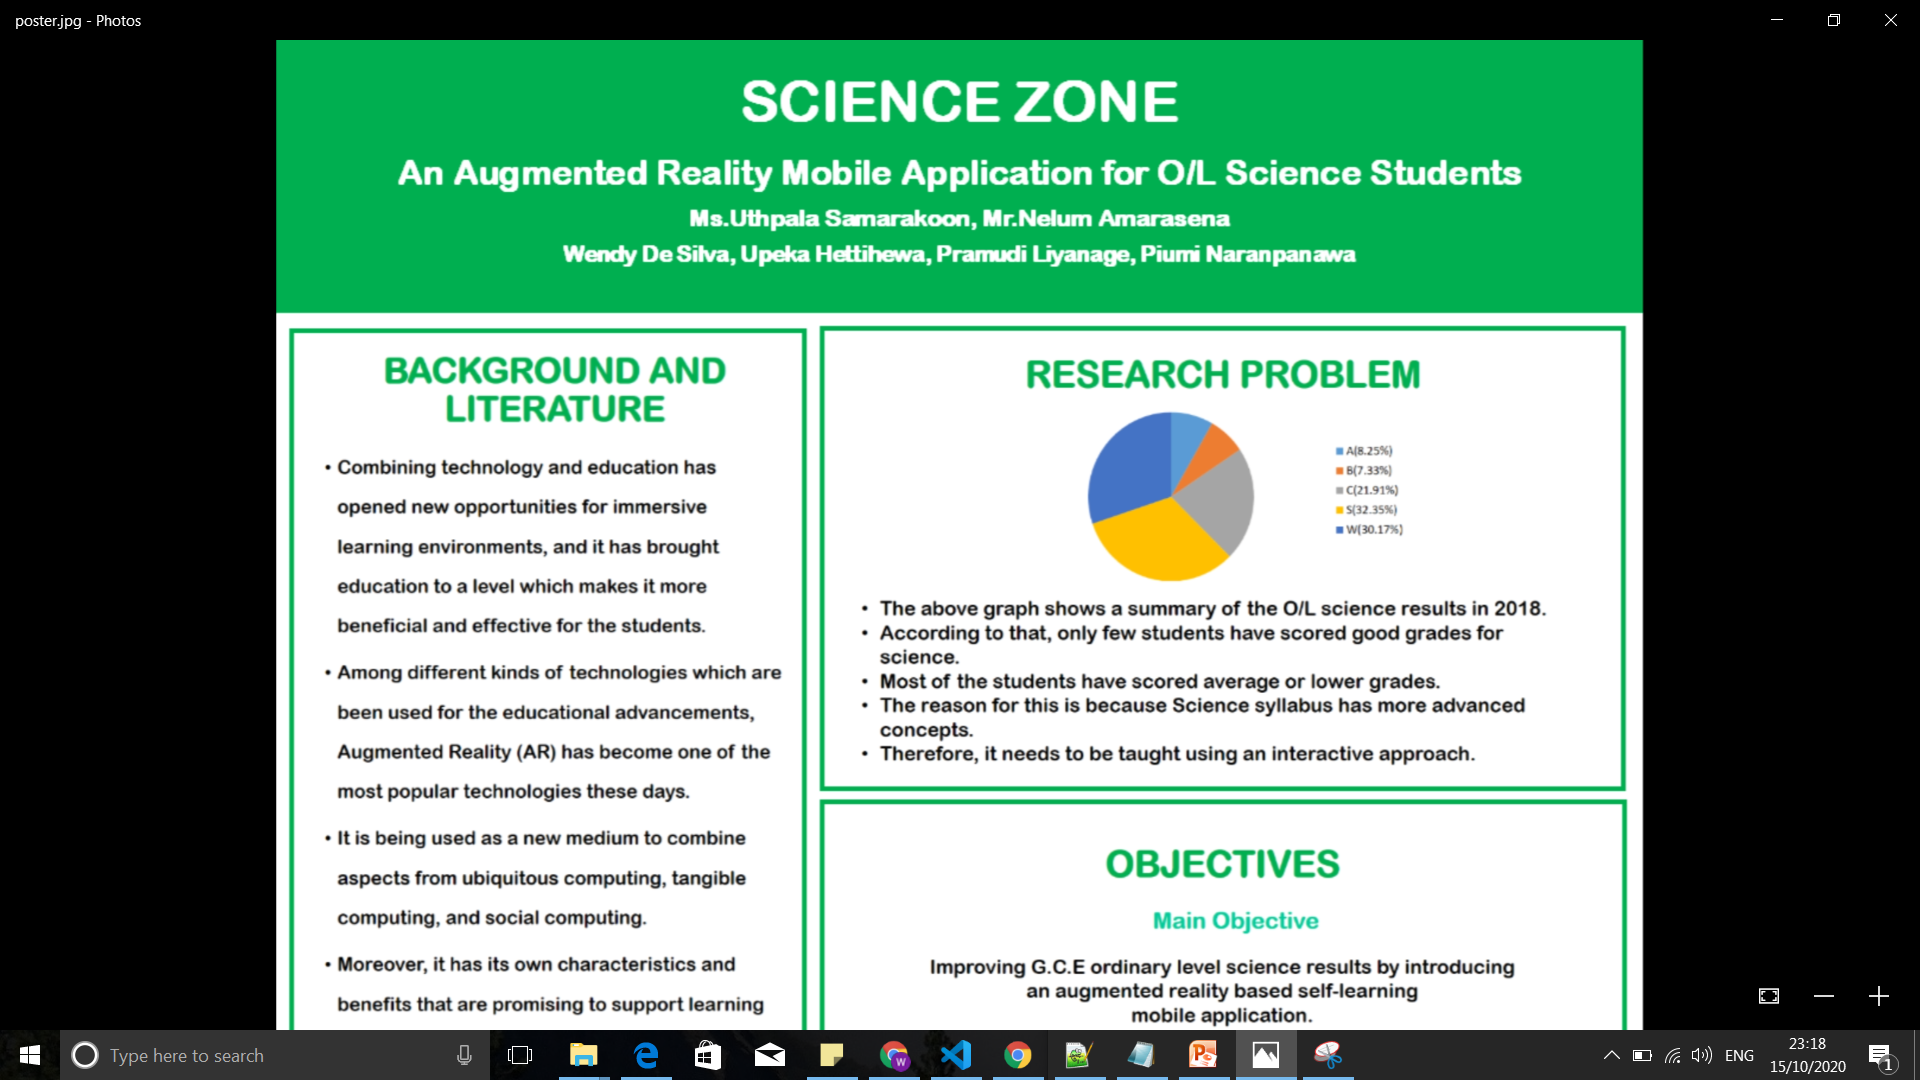 poster.jpg - Photos
SCIENCE ZONE
An Augmented Reality Mobile Application for O/L Science Students
Ms.Uthpala Samarakoon, Mr.Nelum Amarasena
Wendy De Silva, Upeka Hettihewa, Pramudi Liyanage, Piumi Naranpanawa
BACKGROUND AND
LITERATURE
• Combining technology and education has
opened new opportunities for immersive
learning environments, and it has brought
education to a level which makes it more
beneficial and effective for the students.
• Among different kinds of technologies which are
been used for the educational advancements,
Augmented Reality (AR) has become one of the
most popular technologies these days.
• It is being used as a new medium to combine
aspects from ubiquitous computing, tangible
computing, and social computing.
• Moreover, it has its own characteristics and
benefits that are promising to support learning
RESEARCH PROBLEM
A(8.25%)
B(7.33%)
C(21.91%)
S(32.35%)
W(30.17%)
• The above graph shows a summary of the O/L science results in 2018.
• According to that, only few students have scored good grades for
science.
• Most of the students have scored average or lower grades.
• The reason for this is because Science syllabus has more advanced
concepts.
• Therefore, it needs to be taught using an interactive approach.
OBJECTIVES
Main Objective
Improving G.C.E ordinary level science results by introducing
an augmented reality based self-learning
mobile application.
Type here to search
W
ENG
23:18
15/10/2020
1